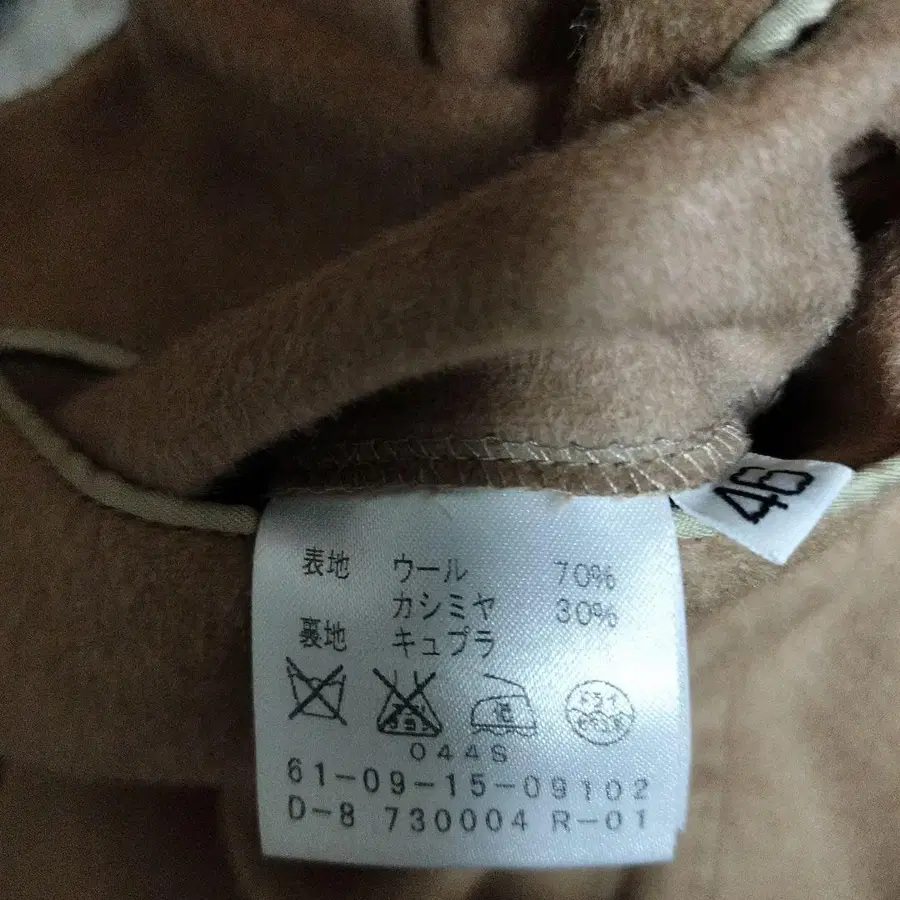 46
表地 ウール 70%
カシミヤ 30%
裏地 キュプラ
044S
61-09-15-09102
D-8 730004 R-01